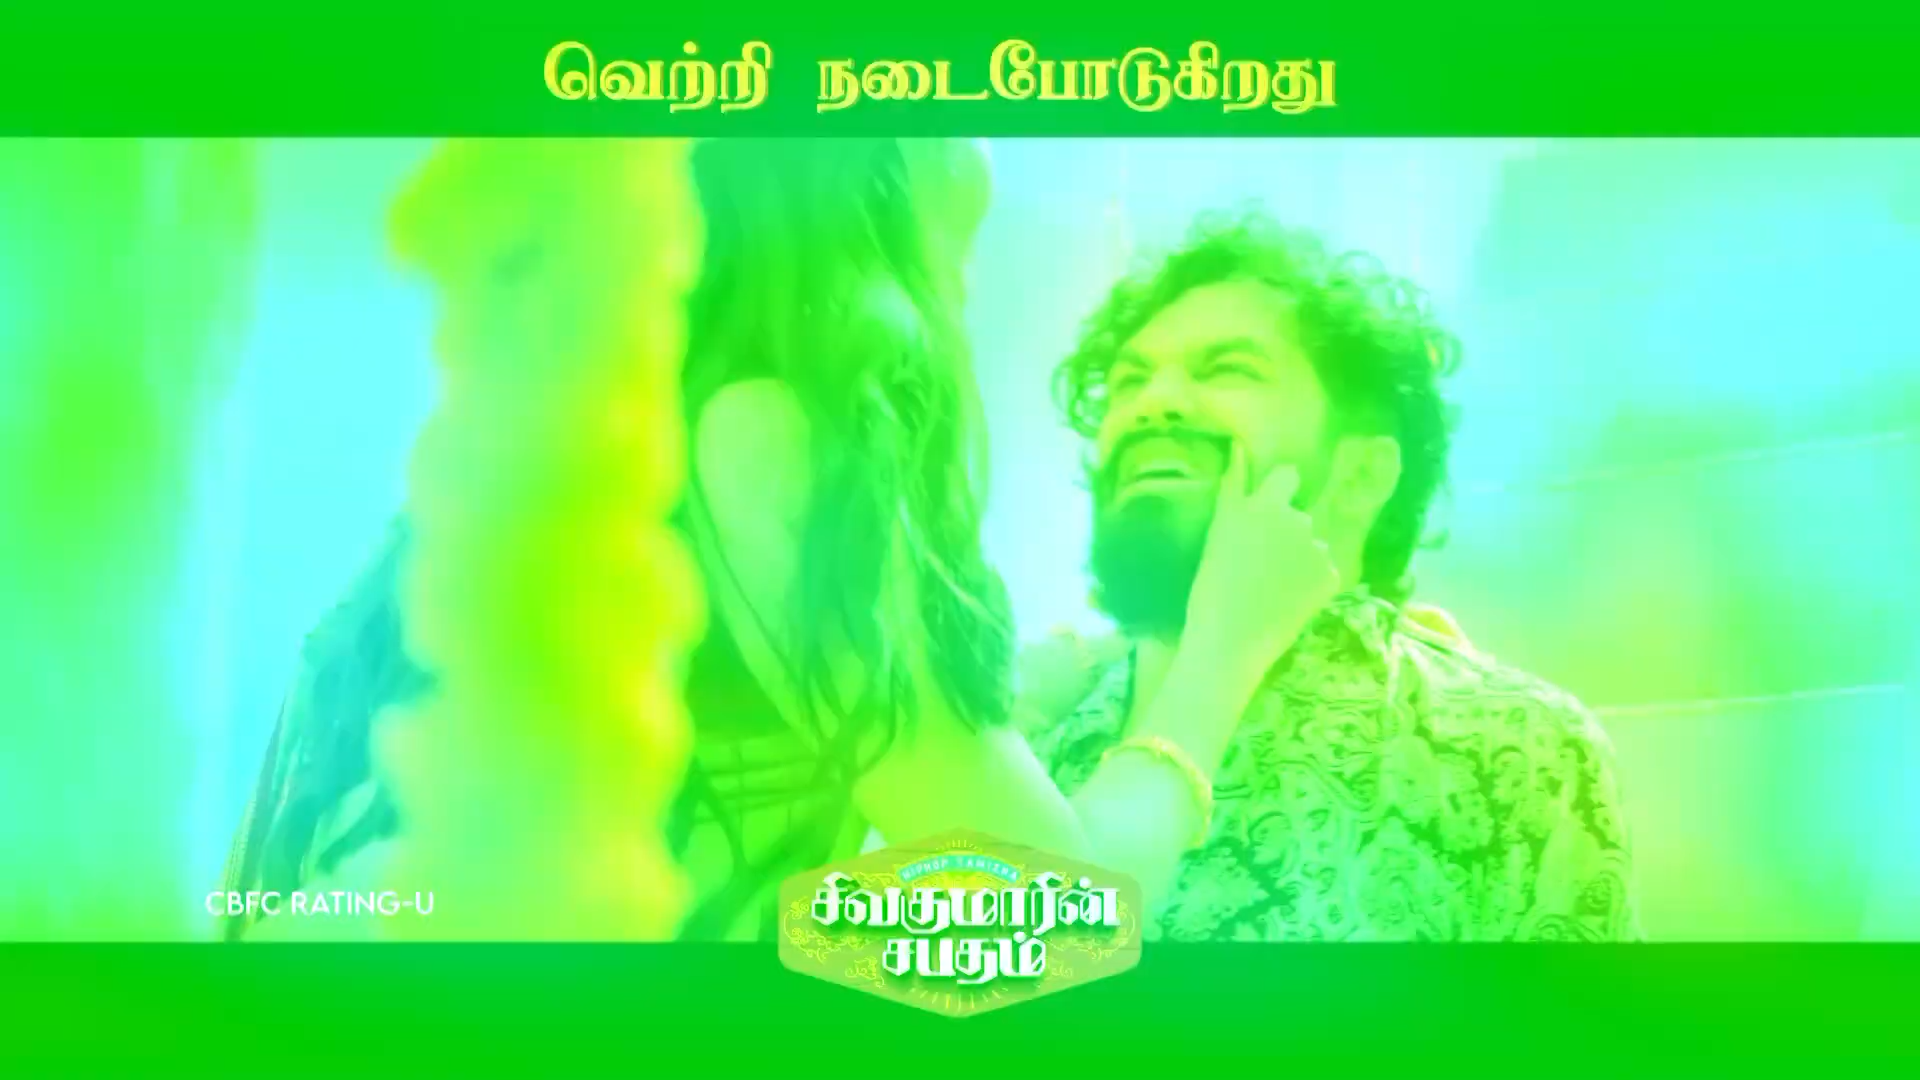 வெற்றி நடைபோடுகிறது
CBFC RATING-U
HIPHOP TAMIZHA
சிவகுமாரின்
சபதம்